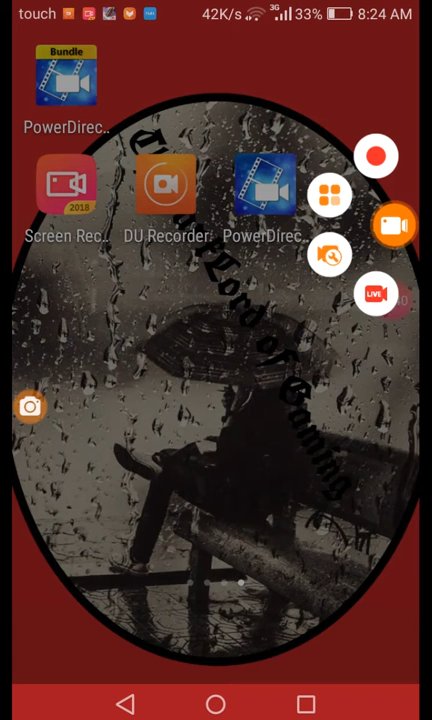 touch 42K/s 3G 33% 8:24 AM
Bundle
PowerDirec..
2018
Screen Rec.. DU Recorder PowerDirec..
LIVE
Lord of Gaming